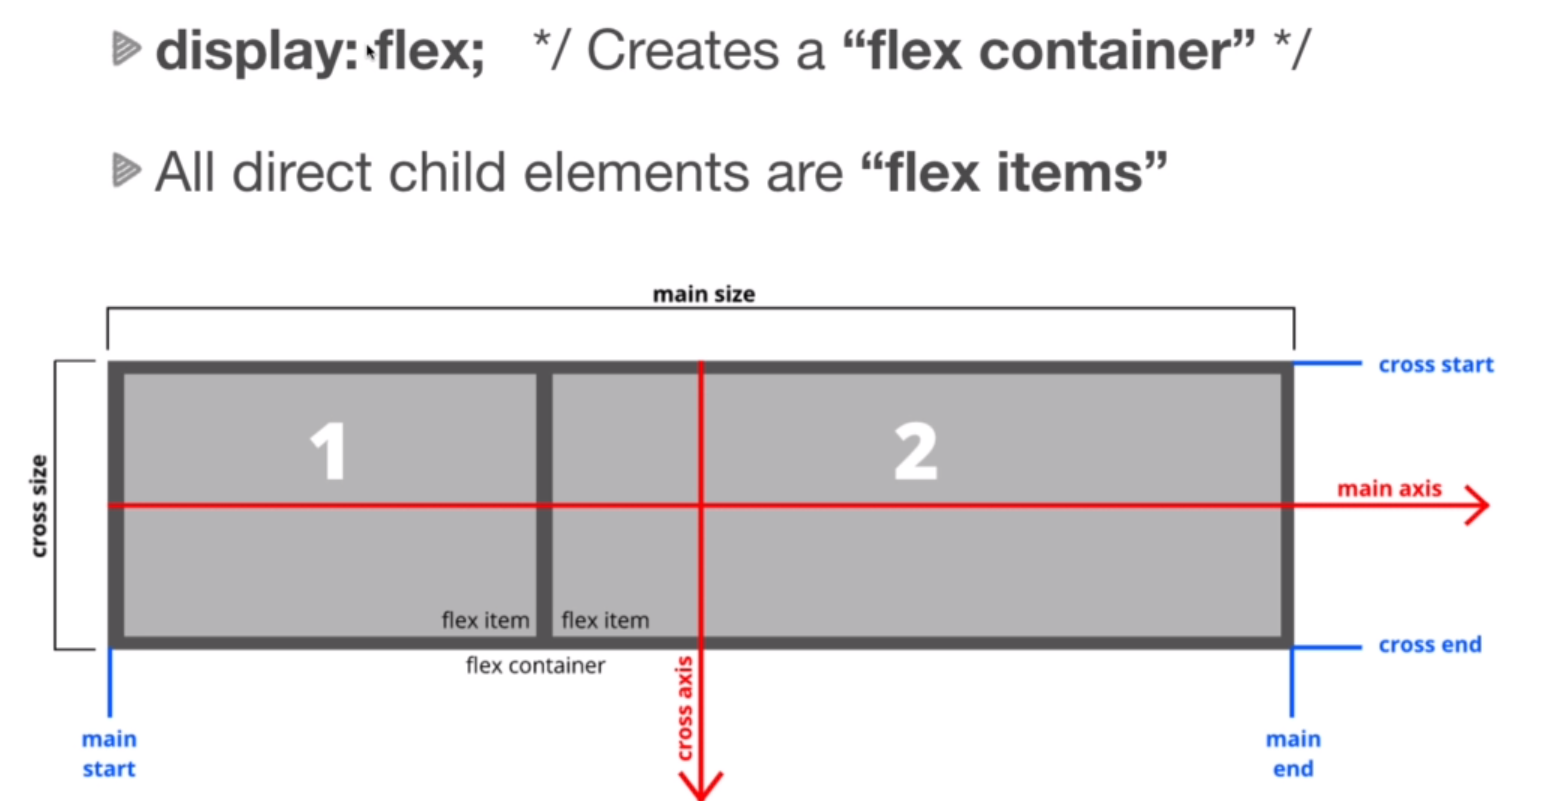 display: flex; */ Creates a “flex container” */
All direct child elements are “flex items”
main size
cross start
1
2
cross size
main axis
flex item
flex item
cross end
flex container
cross axis
main
start
main
end